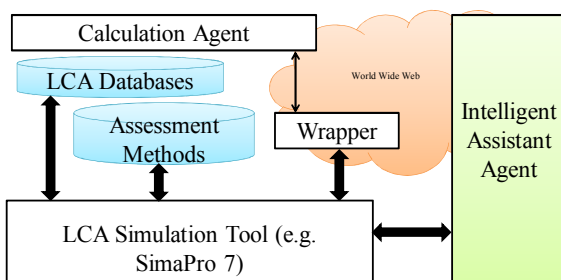 Calculation Agent
LCA Databases
World Wide Web
Assessment
Methods
Wrapper
Intelligent
Assistant
Agent
LCA Simulation Tool (e.g.
SimaPro 7)